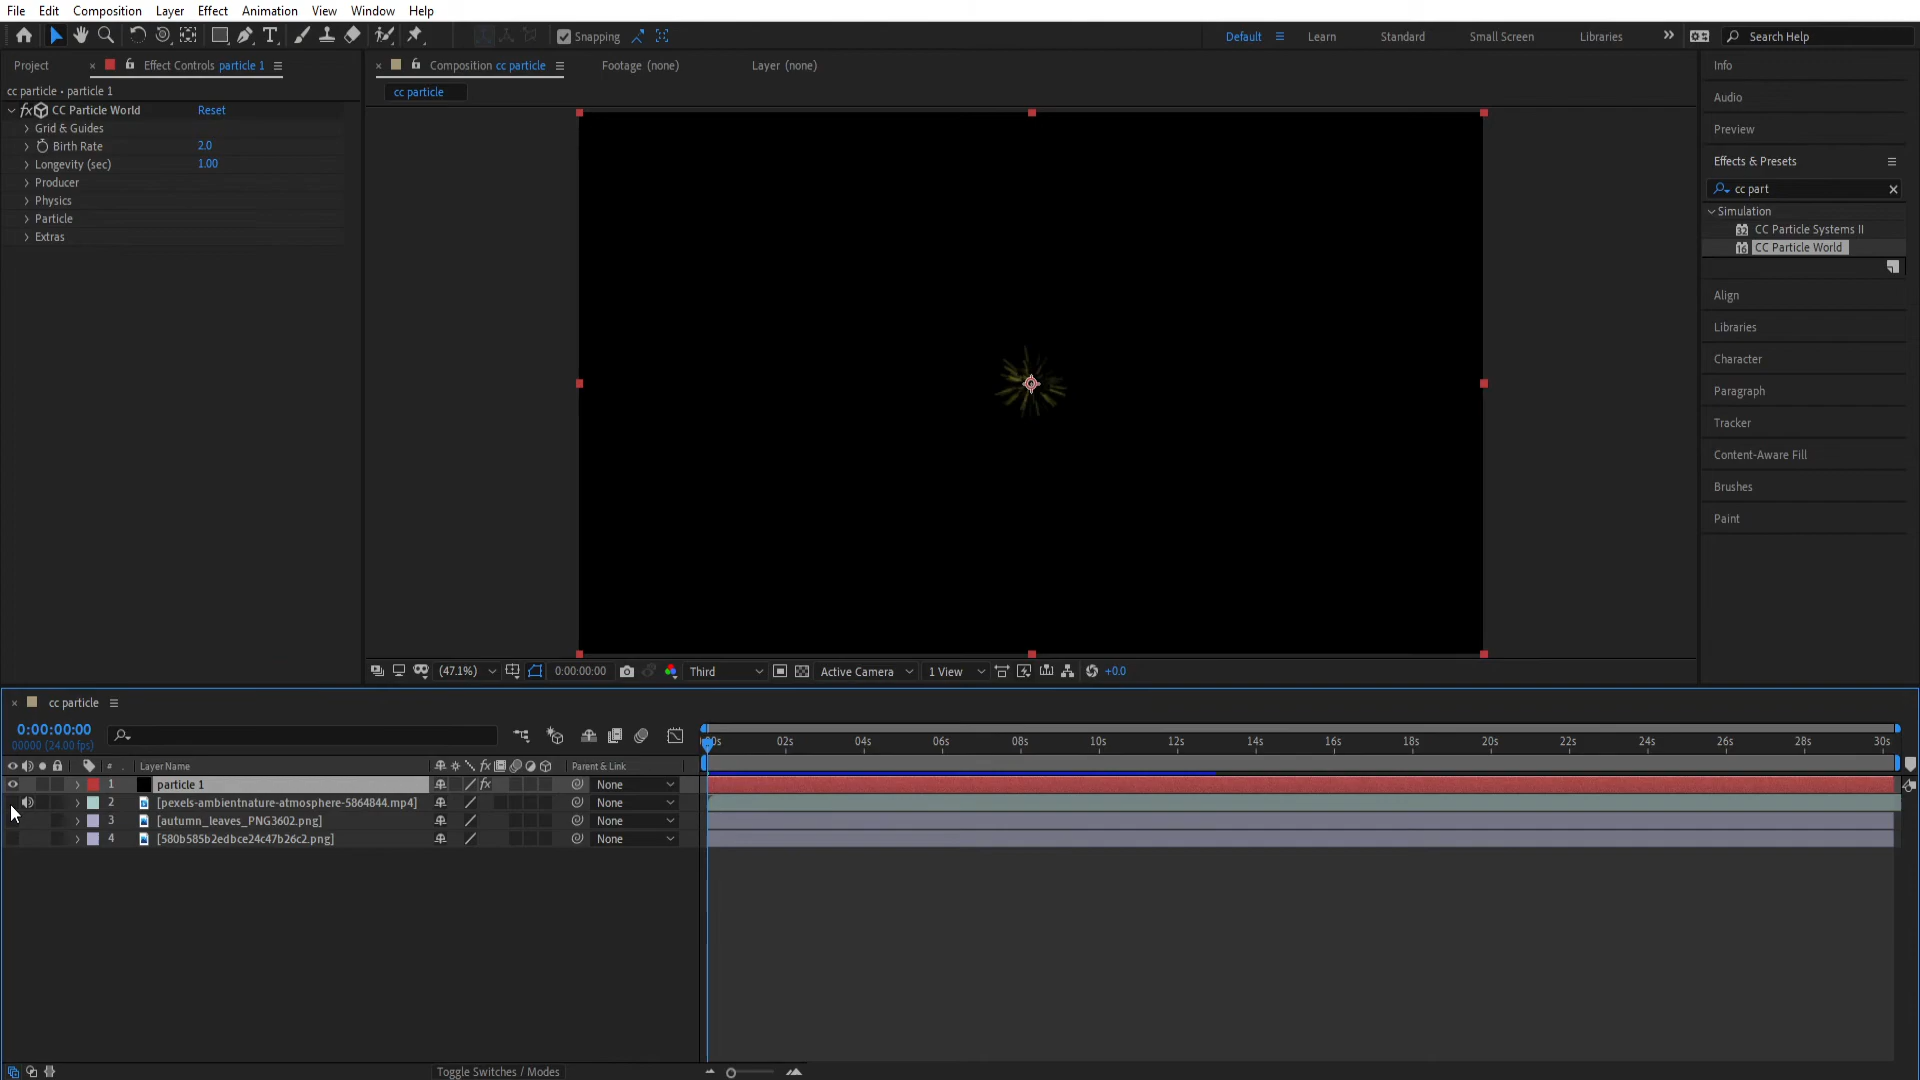 File Edit Composition Layer Effect Animation View Window Help
Snapping Default Learn Standard Small Screen Libraries Search Help
Project Effect Controls particle 1 Composition cc particle Footage (none) Layer (none) Info
cc particle • particle 1 cc particle
Audio
fx CC Particle World Reset
Grid & Guides Preview
Birth Rate 2.0
Longevity (sec) 1.00 Effects & Presets
Producer cc part
Physics
Particle Simulation
CC Particle Systems II
Extras CC Particle World
Align
Libraries
Character
Paragraph
Tracker
Content-Aware Fill
Brushes
Paint
(47.1%) 0:00:00:00 Third Active Camera 1 View +0.0
cc particle
0:00:00:00
00000 (24.00 fps) 00s 02s 04s 06s 08s 10s 12s 14s 16s 18s 20s 22s 24s 26s 28s 30s
# Layer Name fx Parent & Link
1 particle 1 fx None
2 [pexels-ambientnature-atmosphere-5864844.mp4] None
3 [autumn_leaves_PNG3602.png] None
4 [580b585b2edbce24c47b26c2.png] None
Toggle Switches / Modes